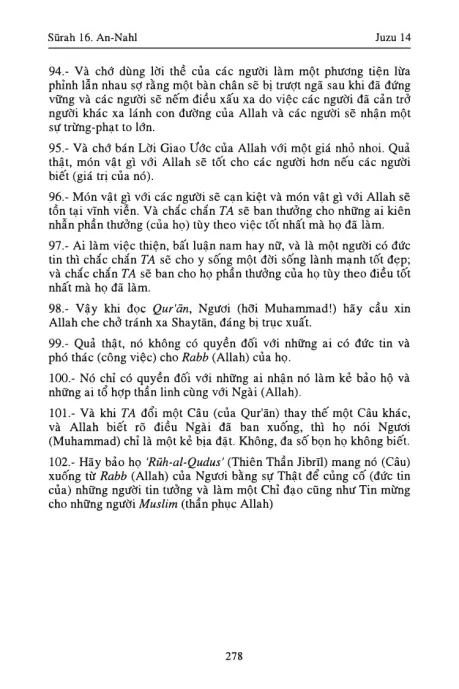 Sūrah 16. An-Nahl Juzu 14
94.- Và chớ dùng lời thề của các người làm một phương tiện lừa
phỉnh lẫn nhau sợ rằng một bàn chân sẽ bị trượt ngã sau khi đã đứng
vững và các người sẽ nếm điều xấu xa do việc các người đã cản trở
người khác xa lánh con đường của Allah và các người sẽ nhận một
sự trừng-phạt to lớn.
95.- Và chớ bán Lời Giao Ước của Allah với một giá nhỏ nhoi. Quả
thật, món vật gì với Allah sẽ tốt cho các người hơn nếu các người
biết (giá trị của nó).
96.- Món vật gì với các người sẽ cạn kiệt và món vật gì với Allah sẽ
tồn tại vĩnh viễn. Và chắc chắn TA sẽ ban thưởng cho những ai kiên
nhẫn phần thưởng (của họ) tùy theo việc tốt nhất mà họ đã làm.
97.- Ai làm việc thiện, bất luận nam hay nữ, và là một người có đức
tin thì chắc chắn TA sẽ cho y sống một đời sống lành mạnh tốt đẹp;
và chắc chắn TA sẽ ban cho họ phần thưởng của họ tùy theo điều tốt
nhất mà họ đã làm.
98.- Vậy khi đọc Qur'ān, Ngươi (hỡi Muhammad!) hãy cầu xin
Allah che chở tránh xa Shaytān, đáng bị trục xuất.
99.- Quả thật, nó không có quyền đối với những ai có đức tin và
phó thác (công việc) cho Rabb (Allah) của họ.
100.- Nó chỉ có quyền đối với những ai nhận nó làm kẻ bảo hộ và
những ai tổ hợp thần linh cùng với Ngài (Allah).
101.- Và khi TA đổi một Câu (của Qur'ān) thay thế một Câu khác,
và Allah biết rõ điều Ngài đã ban xuống, thì họ nói Ngươi
(Muhammad) chỉ là một kẻ bịa đặt. Không, đa số bọn họ không biết.
102.- Hãy bảo họ 'Rūh-al-Qudus' (Thiên Thần Jibrīl) mang nó (Câu)
xuống từ Rabb (Allah) của Ngươi bằng sự Thật để củng cố (đức tin
của) những người tin tưởng và làm một Chỉ đạo cũng như Tin mừng
cho những người Muslim (thần phục Allah)
278